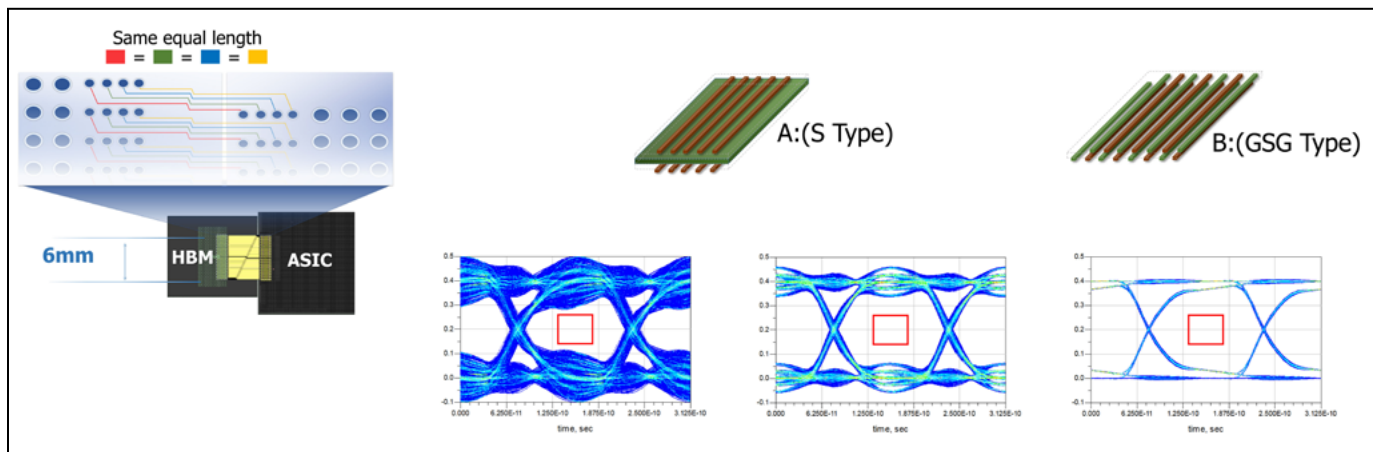 Same equal length
= = =
A:(S Type)
B:(GSG Type)
6mm
HBM
ASIC
0.5
0.4
0.3
0.2
0.1
0.0
-0.1
0.000 6.250E-11 1.250E-10 1.875E-10 2.500E-10 3.125E-10
time, sec
0.5
0.4
0.3
0.2
0.1
0.0
-0.1
0.000 6.250E-11 1.250E-10 1.875E-10 2.500E-10 3.125E-10
time, sec
0.5
0.4
0.3
0.2
0.1
0.0
-0.1
0.000 6.250E-11 1.250E-10 1.875E-10 2.500E-10 3.125E-10
time, sec